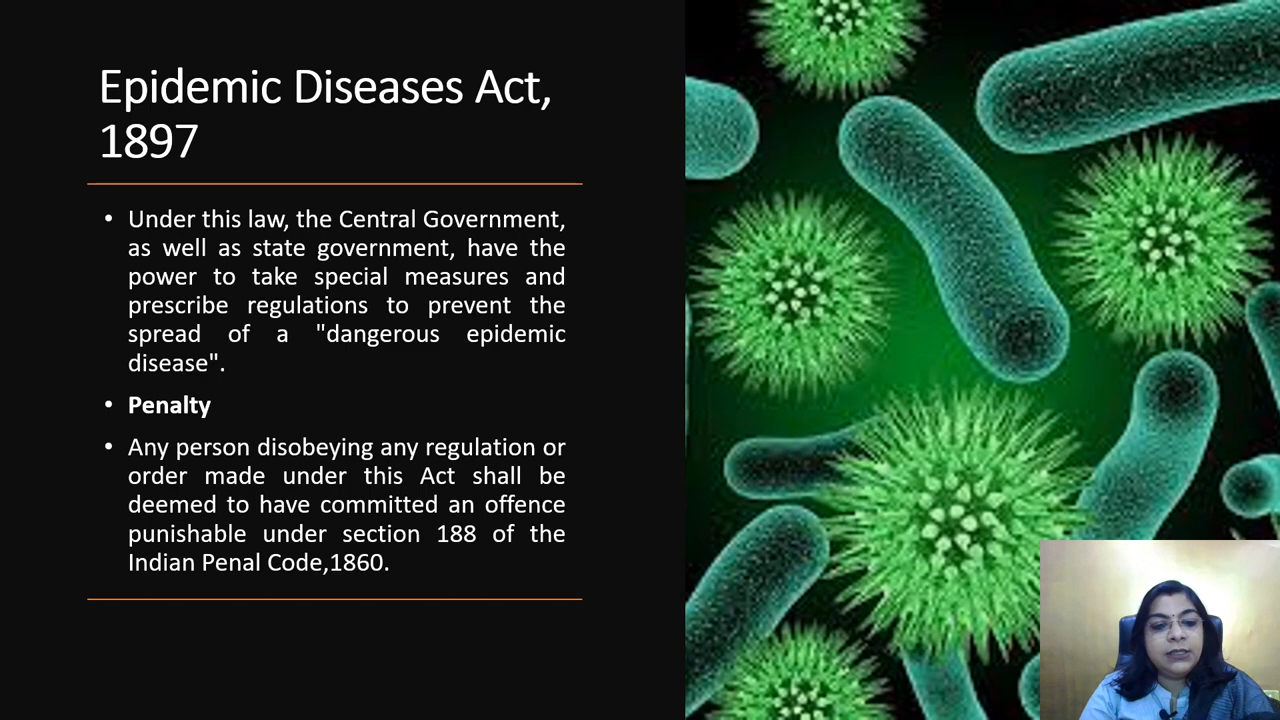 Epidemic Diseases Act,
1897
• Under this law, the Central Government,
as well as state government, have the
power to take special measures and
prescribe regulations to prevent the
spread of a "dangerous epidemic
disease".
• Penalty
• Any person disobeying any regulation or
order made under this Act shall be
deemed to have committed an offence
punishable under section 188 of the
Indian Penal Code,1860.